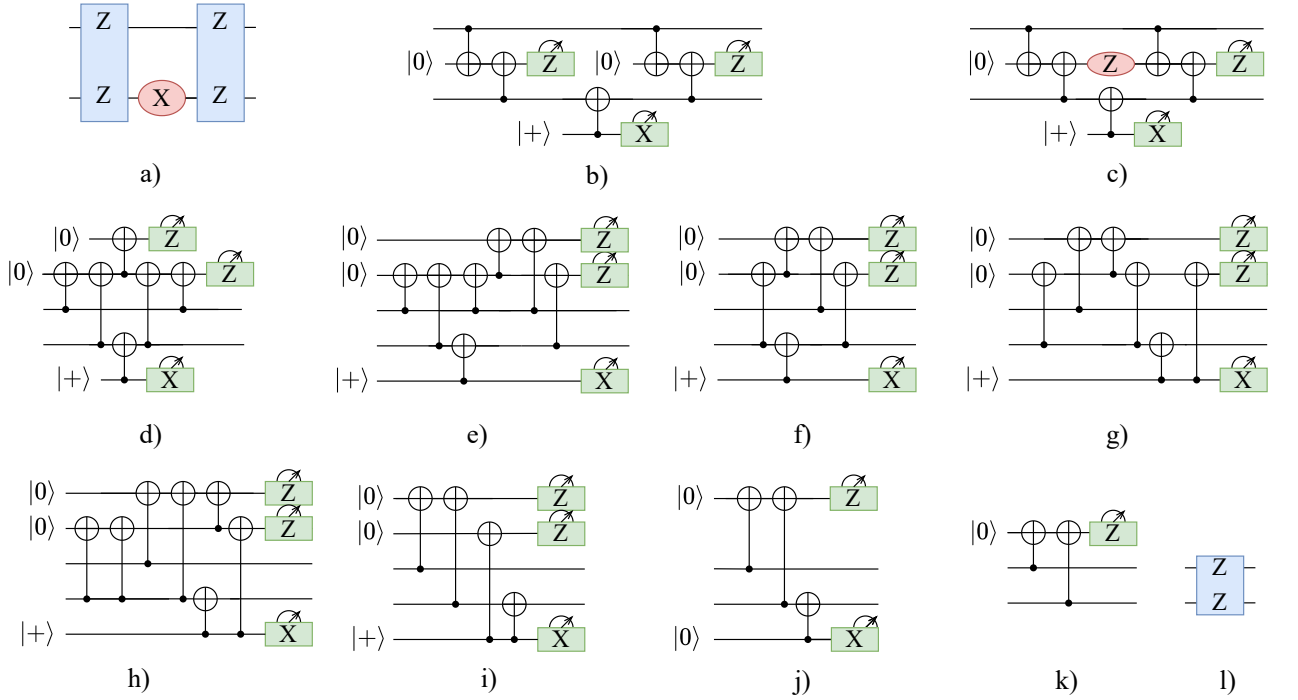 Z Z
Z X Z
a)
|0⟩ Z |0⟩ Z
|+⟩ X
b)
|0⟩ Z Z
|+⟩ X
c)
|0⟩ Z
|0⟩ Z
|+⟩ X
d)
|0⟩ Z
|0⟩ Z
|+⟩ X
e)
|0⟩ Z
|0⟩ Z
|+⟩ X
f)
|0⟩ Z
|0⟩ Z
|+⟩ X
g)
|0⟩ Z
|0⟩ Z
|+⟩ X
h)
|0⟩ Z
|0⟩ Z
|+⟩ X
i)
|0⟩ Z
|0⟩ X
j)
|0⟩ Z
k)
Z
Z
l)